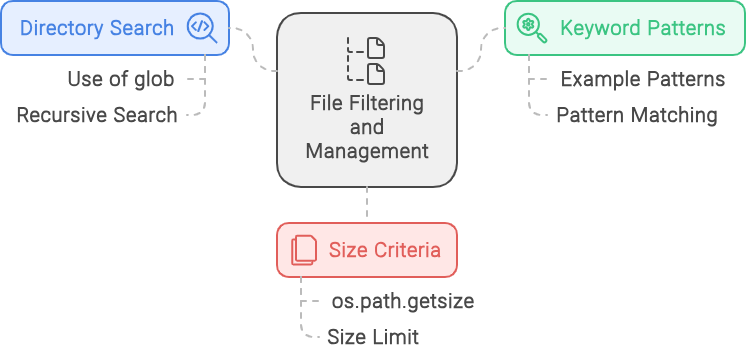 Directory Search
Use of glob
Recursive Search
File Filtering
and
Management
Keyword Patterns
Example Patterns
Pattern Matching
Size Criteria
os.path.getsize
Size Limit